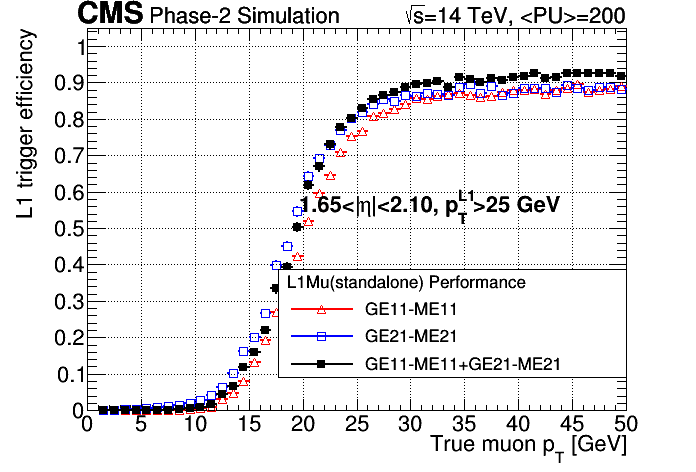 CMS Phase-2 Simulation √s=14 TeV, <PU>=200
L1 trigger efficiency
1
0.9
0.8
0.7
0.6
0.5
0.4
0.3
0.2
0.1
0
1.65<|η|<2.10, p_T^L1>25 GeV
L1Mu(standalone) Performance
GE11-ME11
GE21-ME21
GE11-ME11+GE21-ME21
0 5 10 15 20 25 30 35 40 45 50
True muon p_T [GeV]